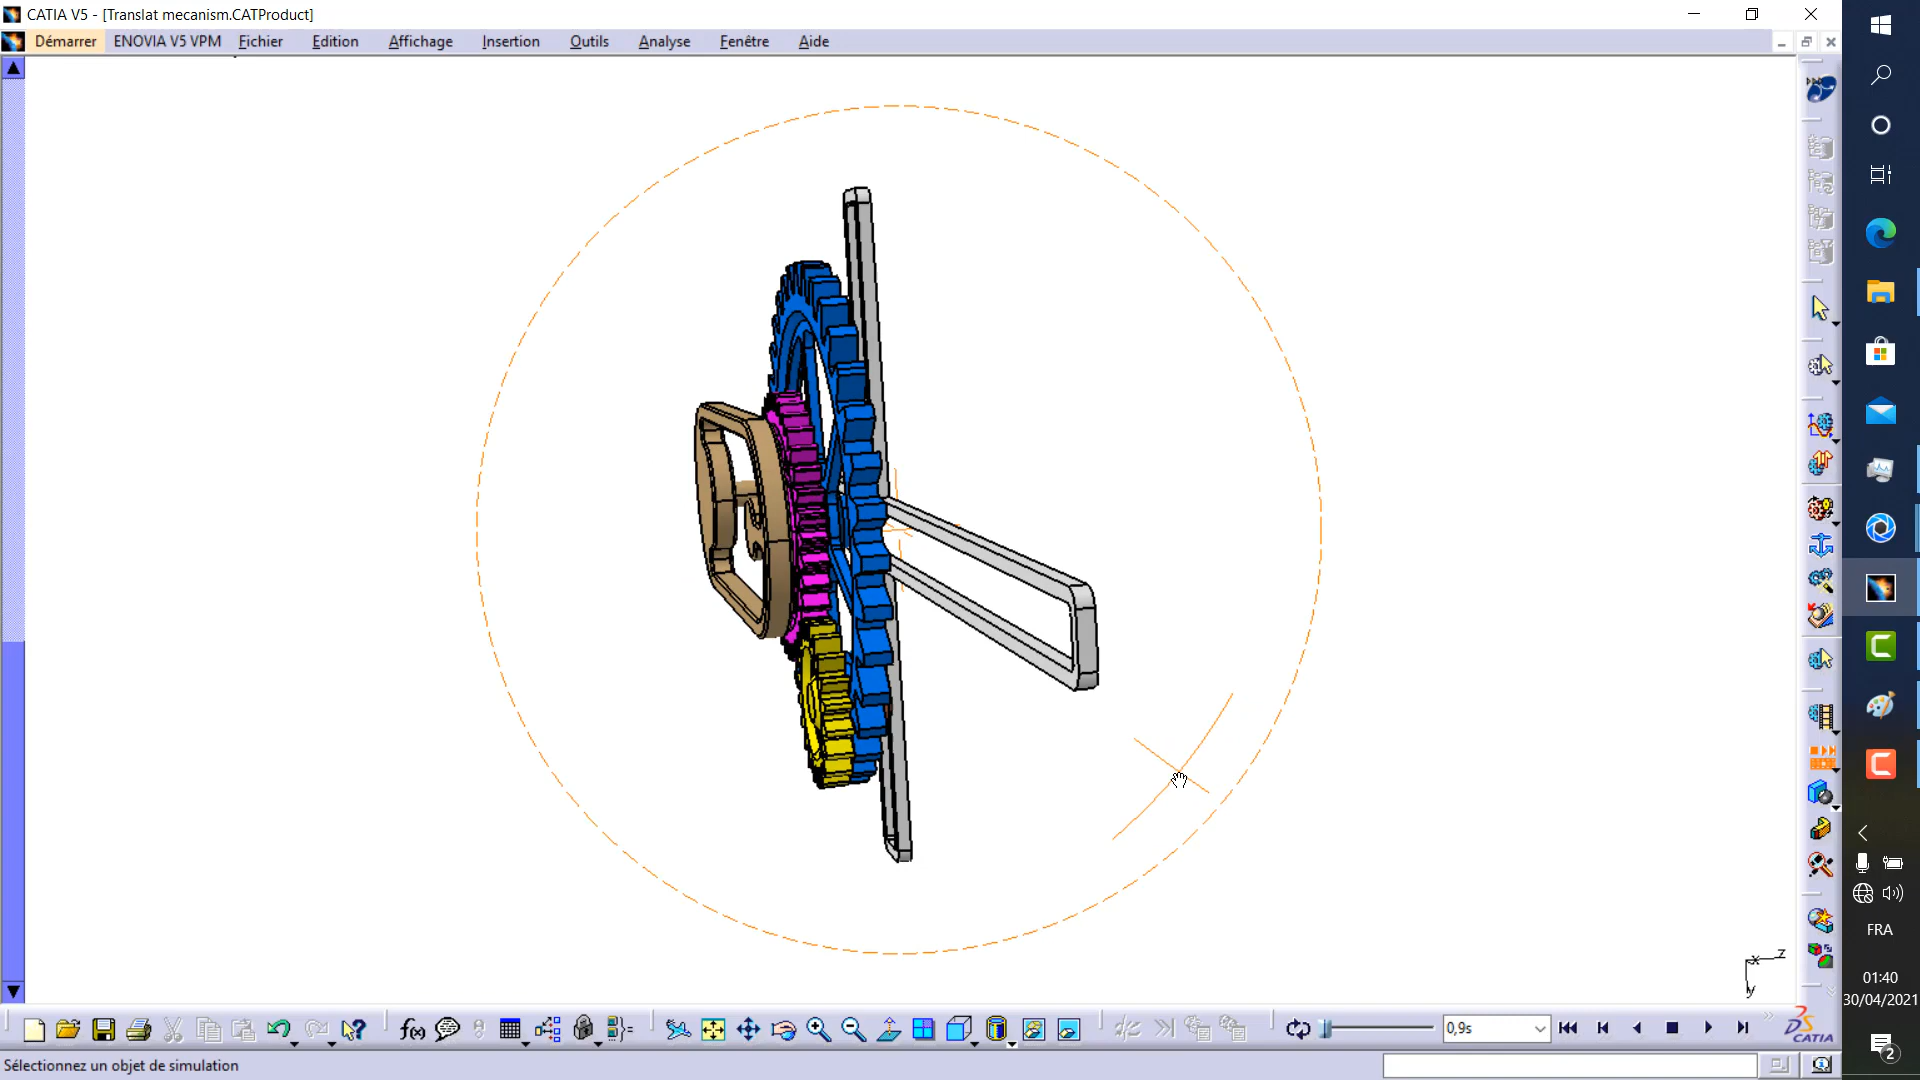 CATIA V5 - [Translat mecanism.CATProduct]
Démarrer ENOVIA V5 VPM Fichier Edition Affichage Insertion Outils Analyse Fenêtre Aide
z
x
y
FRA
01:40
30/04/2021
f(x)
0,9s
CATIA
2
Sélectionnez un objet de simulation